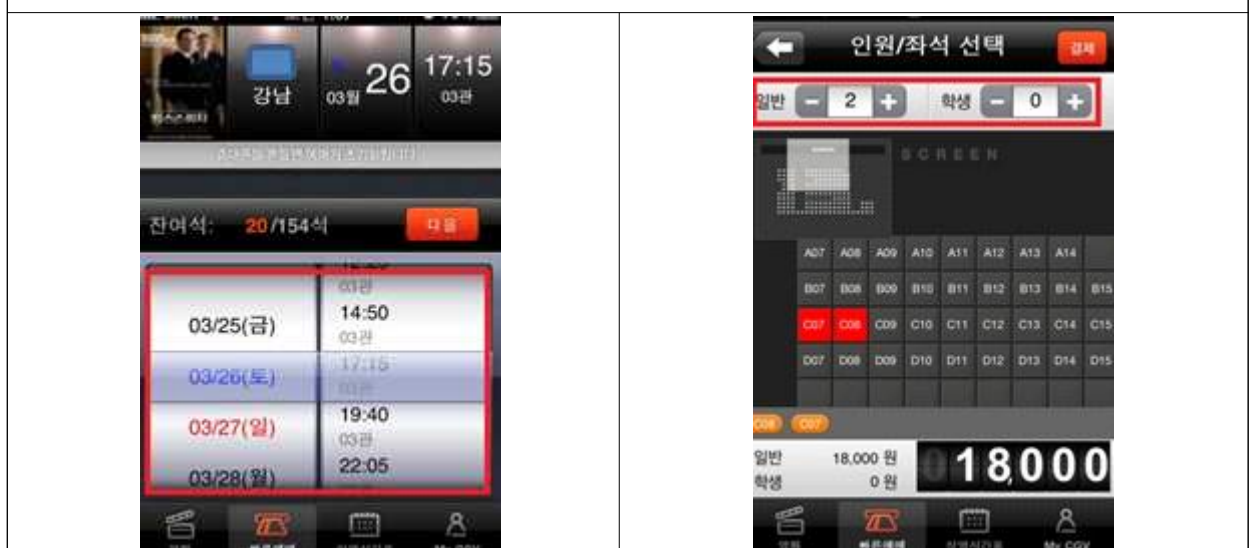 강남
03월 26
17:15
03관
잔여석: 20/154석
다음
03관
03/25(금)
14:50
03관
03/26(토)
17:15
03/27(일)
19:40
03관
03/28(월)
22:05
인원/좌석 선택
결제
일반 - 2 +
학생 - 0 +
SCREEN
A07 A08 A09 A10 A11 A12 A13 A14
B07 B08 B09 B10 B11 B12 B13 B14 B15
C07 C08 C09 C10 C11 C12 C13 C14 C15
D07 D08 D09 D10 D11 D12 D13 D14 D15
C08 C07
일반 18,000 원
학생 0 원
18,000
My CGV